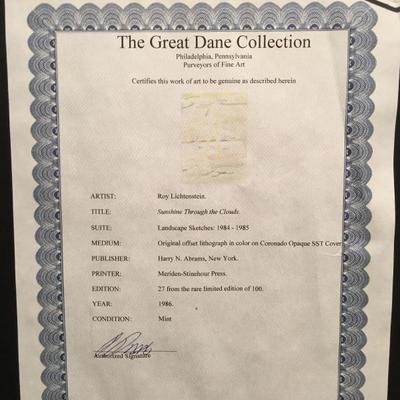 The Great Dane Collection
Philadelphia, Pennsylvania
Purveyors of Fine Art
Certifies this work of art to be genuine as described herein
ARTIST: Roy Lichtenstein.
TITLE: Sunshine Through the Clouds.
SUITE: Landscape Sketches: 1984 - 1985
MEDIUM: Original offset lithograph in color on Coronado Opaque SST Cover
PUBLISHER: Harry N. Abrams, New York.
PRINTER: Meriden-Stinehour Press.
EDITION: 27 from the rare limited edition of 100.
YEAR: 1986.
CONDITION: Mint
Authorized Signature